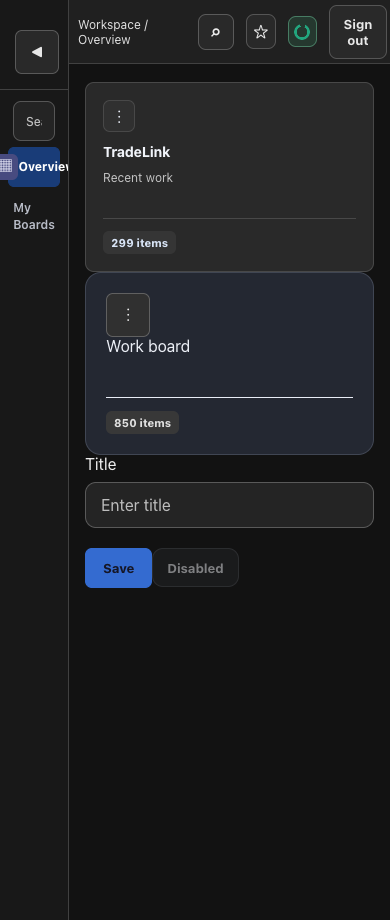 Workspace /
Overview
Sign
out
Se
Overview
My
Boards
TradeLink
Recent work
299 items
Work board
850 items
Title
Enter title
Save
Disabled